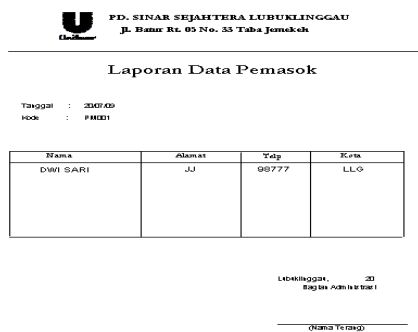 PD. SINAR SEJAHTERA LUBUKLINGGAU
Jl. Batur Rt. 05 No. 33 Taba Jemekeh
Unilever
Laporan Data Pemasok
Tanggal : 20/07/09
Kode : PM001
Nama Alamat Telp Kota
DWI SARI JJ 98777 LLG
Lubuklinggau, 20
Bagian Administrasi
(Nama Terang)